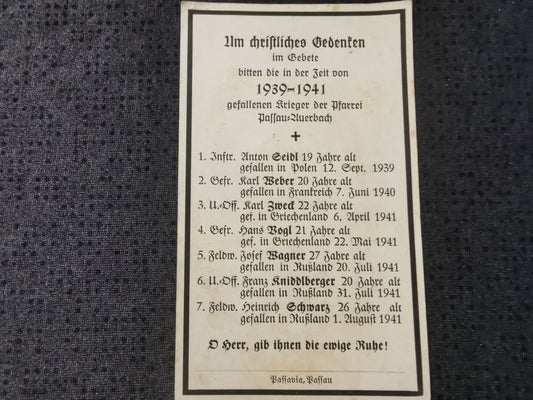 Um christliches Gedenken
im Gebete
bitten die in der Zeit von
1939-1941
gefallenen Krieger der Pfarrei
Passau-Auerbach
1. Inftr. Anton Seidl 19 Jahre alt
gefallen in Polen 12. Sept. 1939
2. Gefr. Karl Weber 20 Jahre alt
gefallen in Frankreich 7. Juni 1940
3. U.-Off. Karl Zweck 22 Jahre alt
gef. in Griechenland 6. April 1941
4. Gefr. Hans Vogl 21 Jahre alt
gef. in Griechenland 22. Mai 1941
5. Feldw. Josef Wagner 27 Jahre alt
gefallen in Rußland 20. Juli 1941
6. U.-Off. Franz Kniddlberger 20 Jahre alt
gefallen in Rußland 31. Juli 1941
7. Feldw. Heinrich Schwarz 26 Jahre alt
gefallen in Rußland 1. August 1941
O Herr, gib ihnen die ewige Ruhe!
Passavia, Passau